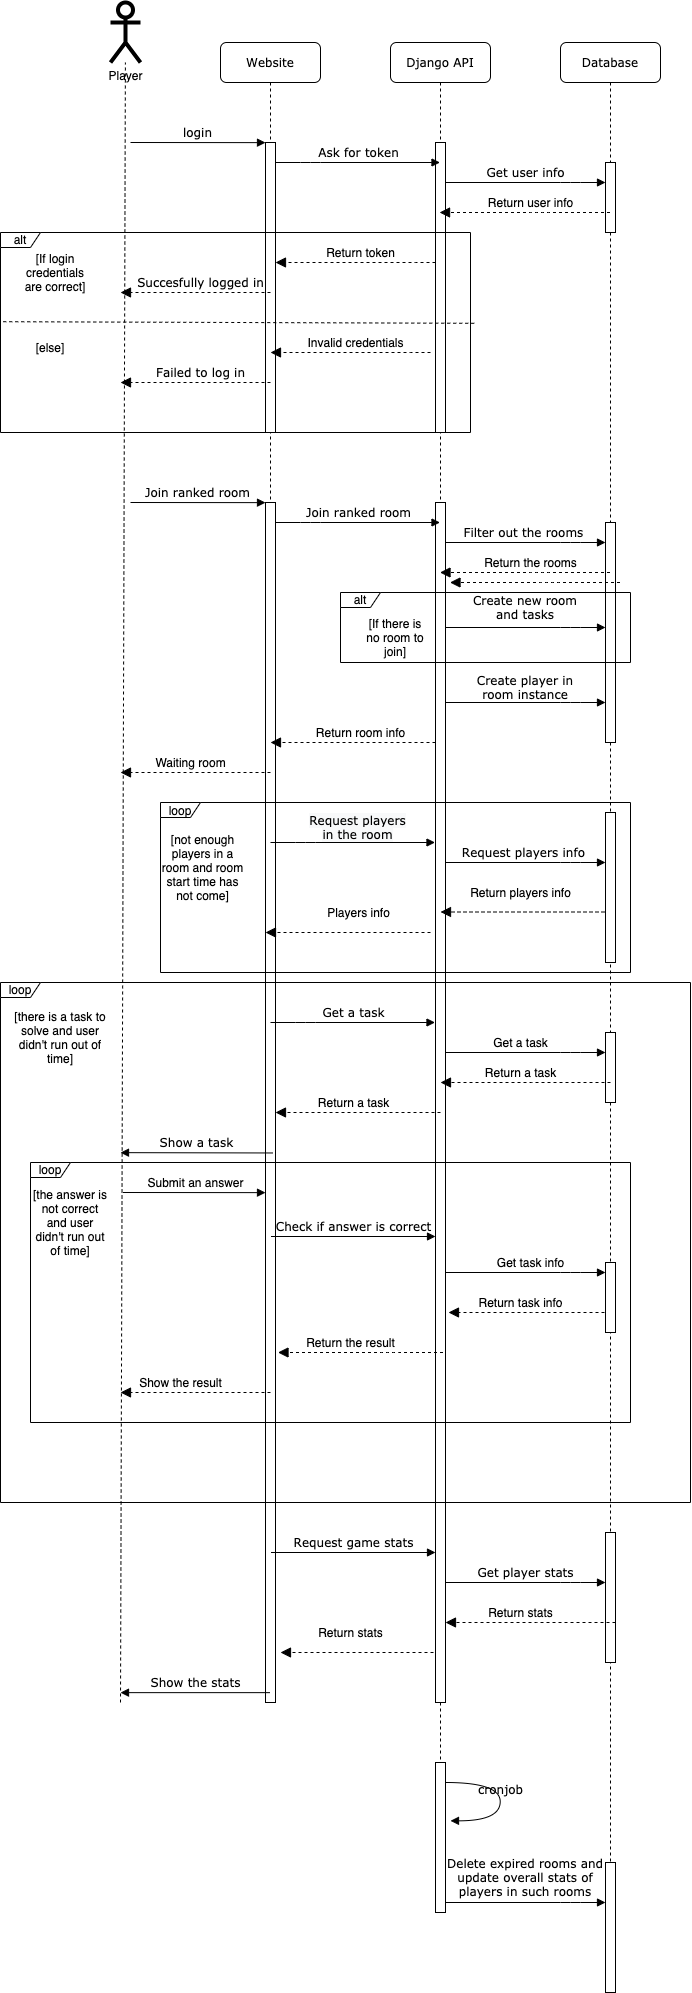 Player
Website
Django API
Database
login
Ask for token
Get user info
Return user info
alt
[If login
credentials
are correct]
Return token
Succesfully logged in
[else]
Invalid credentials
Failed to log in
Join ranked room
Join ranked room
Filter out the rooms
Return the rooms
alt
[If there is
no room to
join]
Create new room
and tasks
Create player in
room instance
Return room info
Waiting room
loop
[not enough
players in a
room and room
start time has
not come]
Request players
in the room
Request players info
Return players info
Players info
loop
[there is a task to
solve and user
didn't run out of
time]
Get a task
Get a task
Return a task
Return a task
Show a task
loop
[the answer is
not correct
and user
didn't run out
of time]
Submit an answer
Check if answer is correct
Get task info
Return task info
Return the result
Show the result
Request game stats
Get player stats
Return stats
Return stats
Show the stats
cronjob
Delete expired rooms and
update overall stats of
players in such rooms